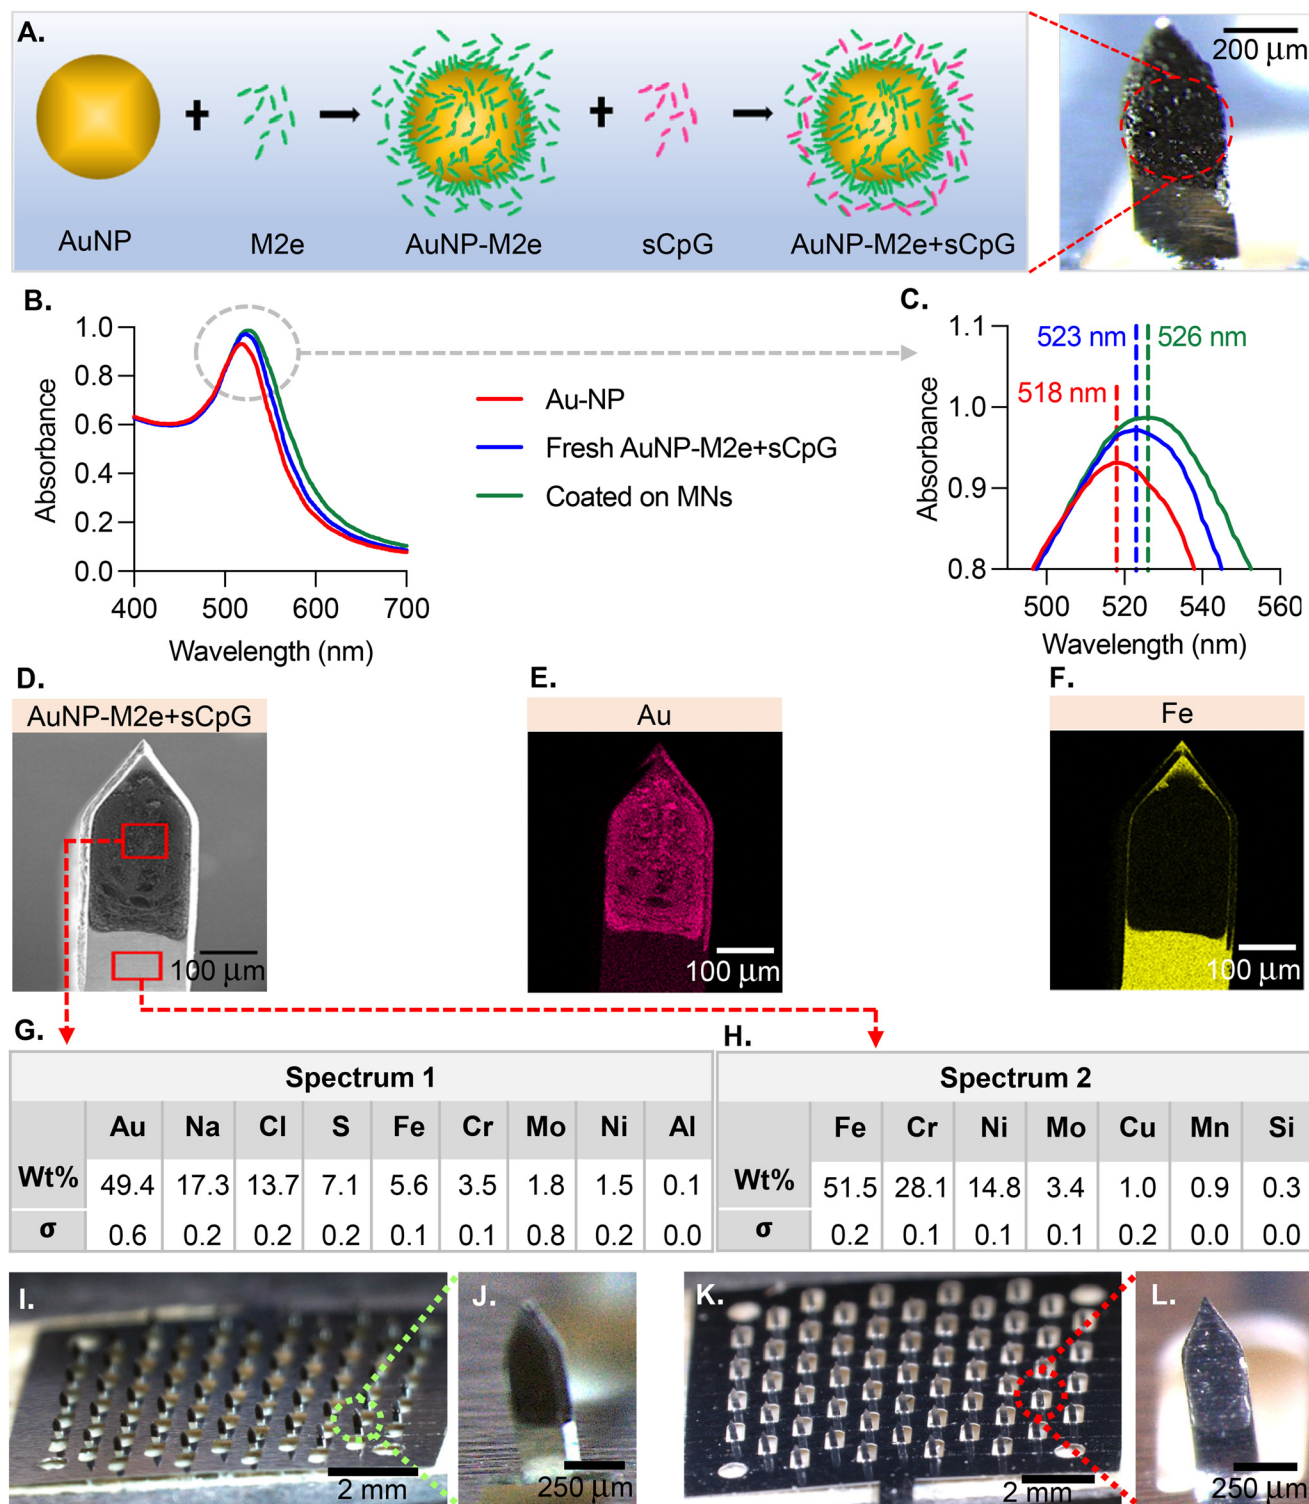 A.
200 µm
+
+
AuNP
M2e
AuNP-M2e
sCpG
AuNP-M2e+sCpG
B.
1.0
0.8
0.6
0.4
0.2
0.0
Absorbance
400
500
600
700
Wavelength (nm)
Au-NP
Fresh AuNP-M2e+sCpG
Coated on MNs
C.
1.1
1.0
0.9
0.8
Absorbance
523 nm
526 nm
518 nm
500
520
540
560
Wavelength (nm)
D.
AuNP-M2e+sCpG
100 µm
E.
Au
100 µm
F.
Fe
100 µm
G.
Spectrum 1
Au Na Cl S Fe Cr Mo Ni Al
Wt% 49.4 17.3 13.7 7.1 5.6 3.5 1.8 1.5 0.1
σ 0.6 0.2 0.2 0.2 0.1 0.1 0.8 0.2 0.0
H.
Spectrum 2
Fe Cr Ni Mo Cu Mn Si
Wt% 51.5 28.1 14.8 3.4 1.0 0.9 0.3
σ 0.2 0.1 0.1 0.1 0.2 0.0 0.0
I.
2 mm
J.
250 µm
K.
2 mm
L.
250 µm